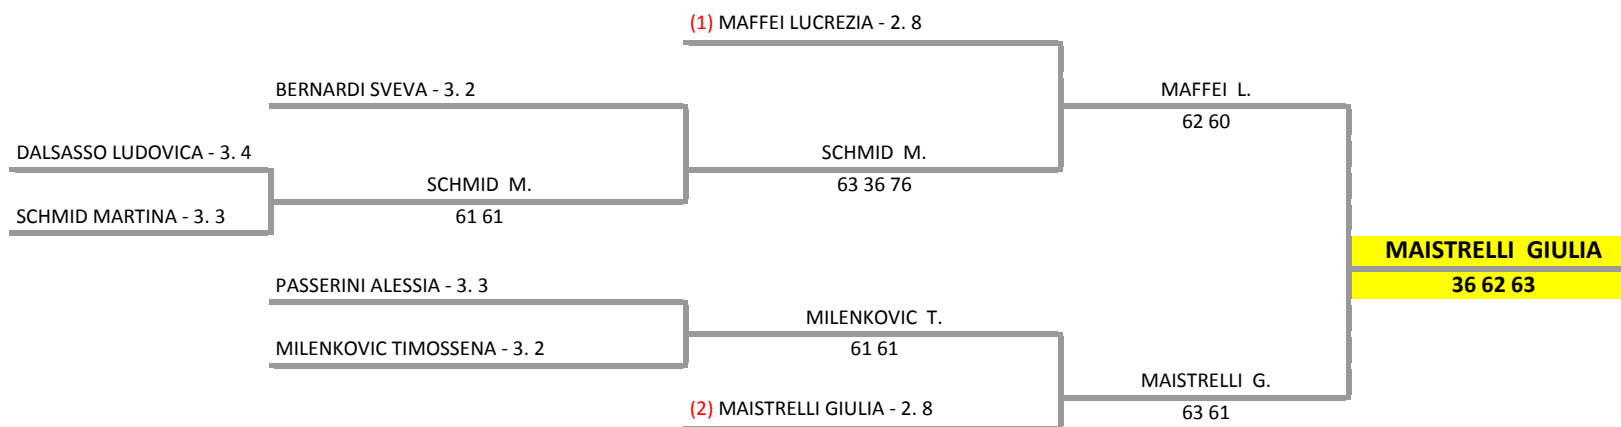 (1) MAFFEI LUCREZIA - 2. 8
BERNARDI SVEVA - 3. 2
MAFFEI L.
62 60
DALSASSO LUDOVICA - 3. 4
SCHMID M.
63 36 76
SCHMID M.
61 61
SCHMID MARTINA - 3. 3
MAISTRELLI GIULIA
36 62 63
PASSERINI ALESSIA - 3. 3
MILENKOVIC T.
61 61
MILENKOVIC TIMOSSENA - 3. 2
MAISTRELLI G.
63 61
(2) MAISTRELLI GIULIA - 2. 8